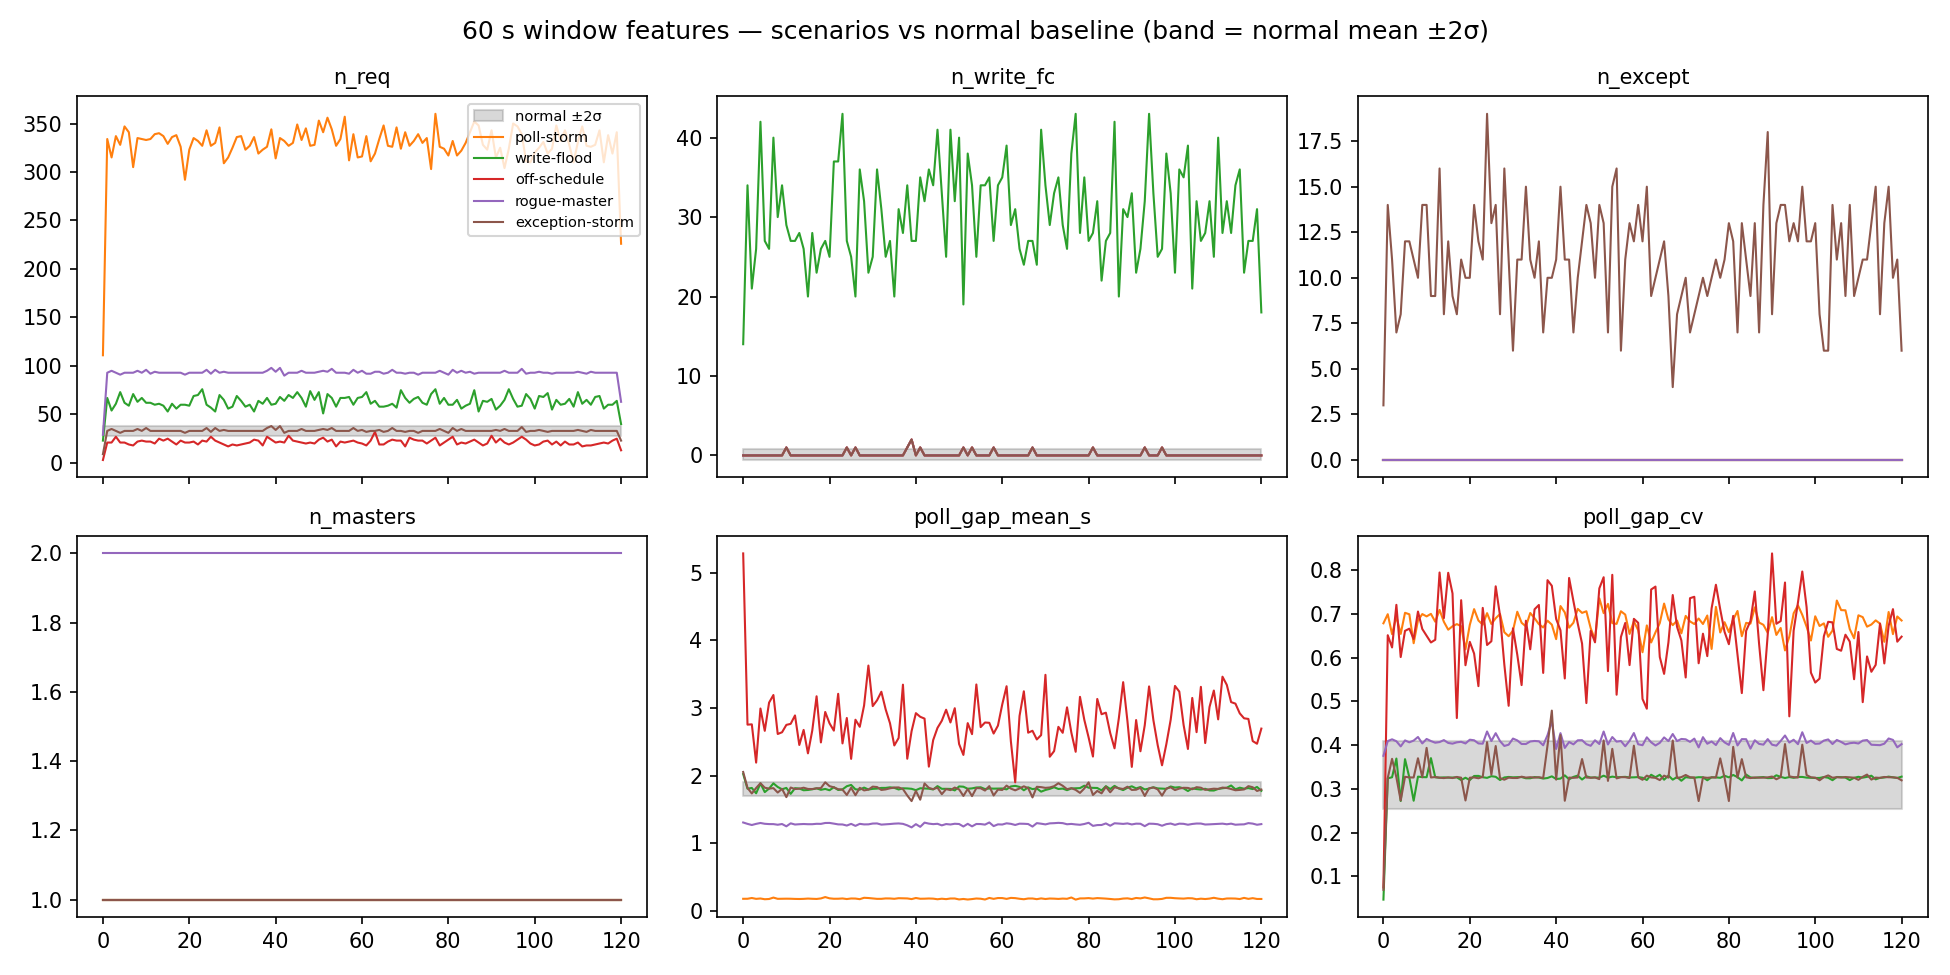 60 s window features — scenarios vs normal baseline (band = normal mean ±2σ)
n_req
350
300
250
200
150
100
50
0
normal ±2σ
poll-storm
write-flood
off-schedule
rogue-master
exception-storm
n_write_fc
40
30
20
10
0
n_except
17.5
15.0
12.5
10.0
7.5
5.0
2.5
0.0
n_masters
2.0
1.8
1.6
1.4
1.2
1.0
0 20 40 60 80 100 120
poll_gap_mean_s
5
4
3
2
1
0
0 20 40 60 80 100 120
poll_gap_cv
0.8
0.7
0.6
0.5
0.4
0.3
0.2
0.1
0 20 40 60 80 100 120